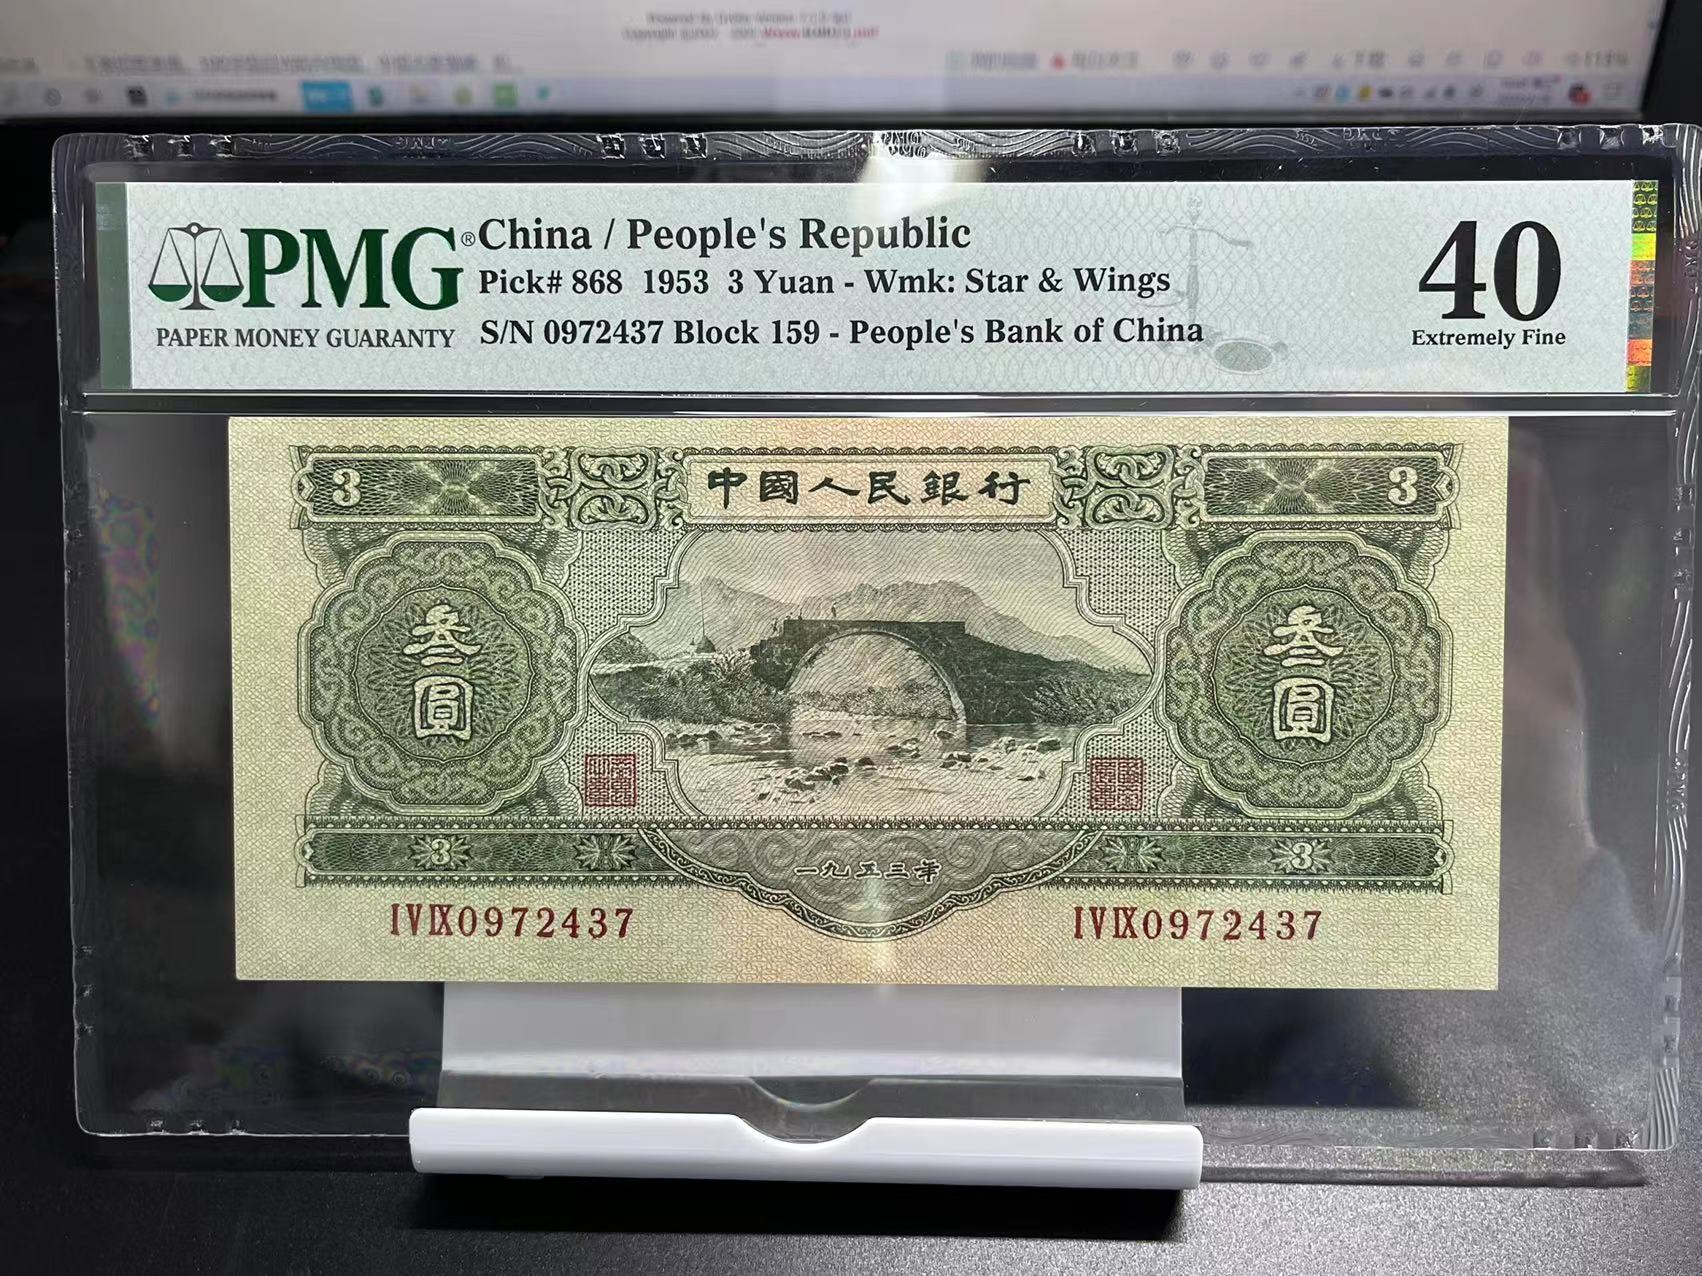 PMG® China / People's Republic
Pick# 868 1953 3 Yuan - Wmk: Star & Wings
PAPER MONEY GUARANTY S/N 0972437 Block 159 - People's Bank of China
40
Extremely Fine
3 中國人民銀行 3
叁圓 叁圓
3 一九五三年 3
IVIX0972437 IVIX0972437